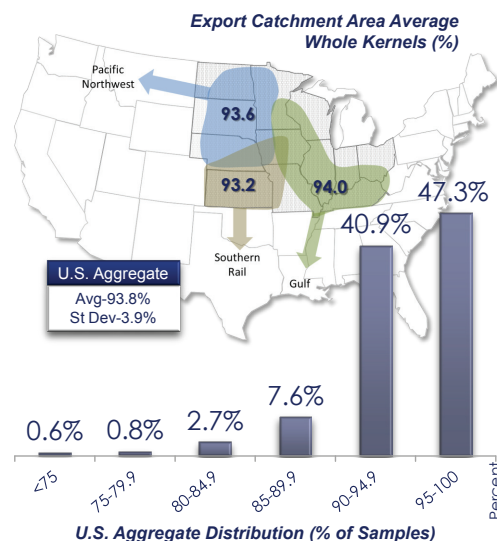 Export Catchment Area Average
Whole Kernels (%)
Pacific
Northwest
93.6
93.2
94.0
Southern
Rail
Gulf
U.S. Aggregate
Avg-93.8%
St Dev-3.9%
0.6%
0.8%
2.7%
7.6%
40.9%
47.3%
<75
75-79.9
80-84.9
85-89.9
90-94.9
95-100
Percent
U.S. Aggregate Distribution (% of Samples)